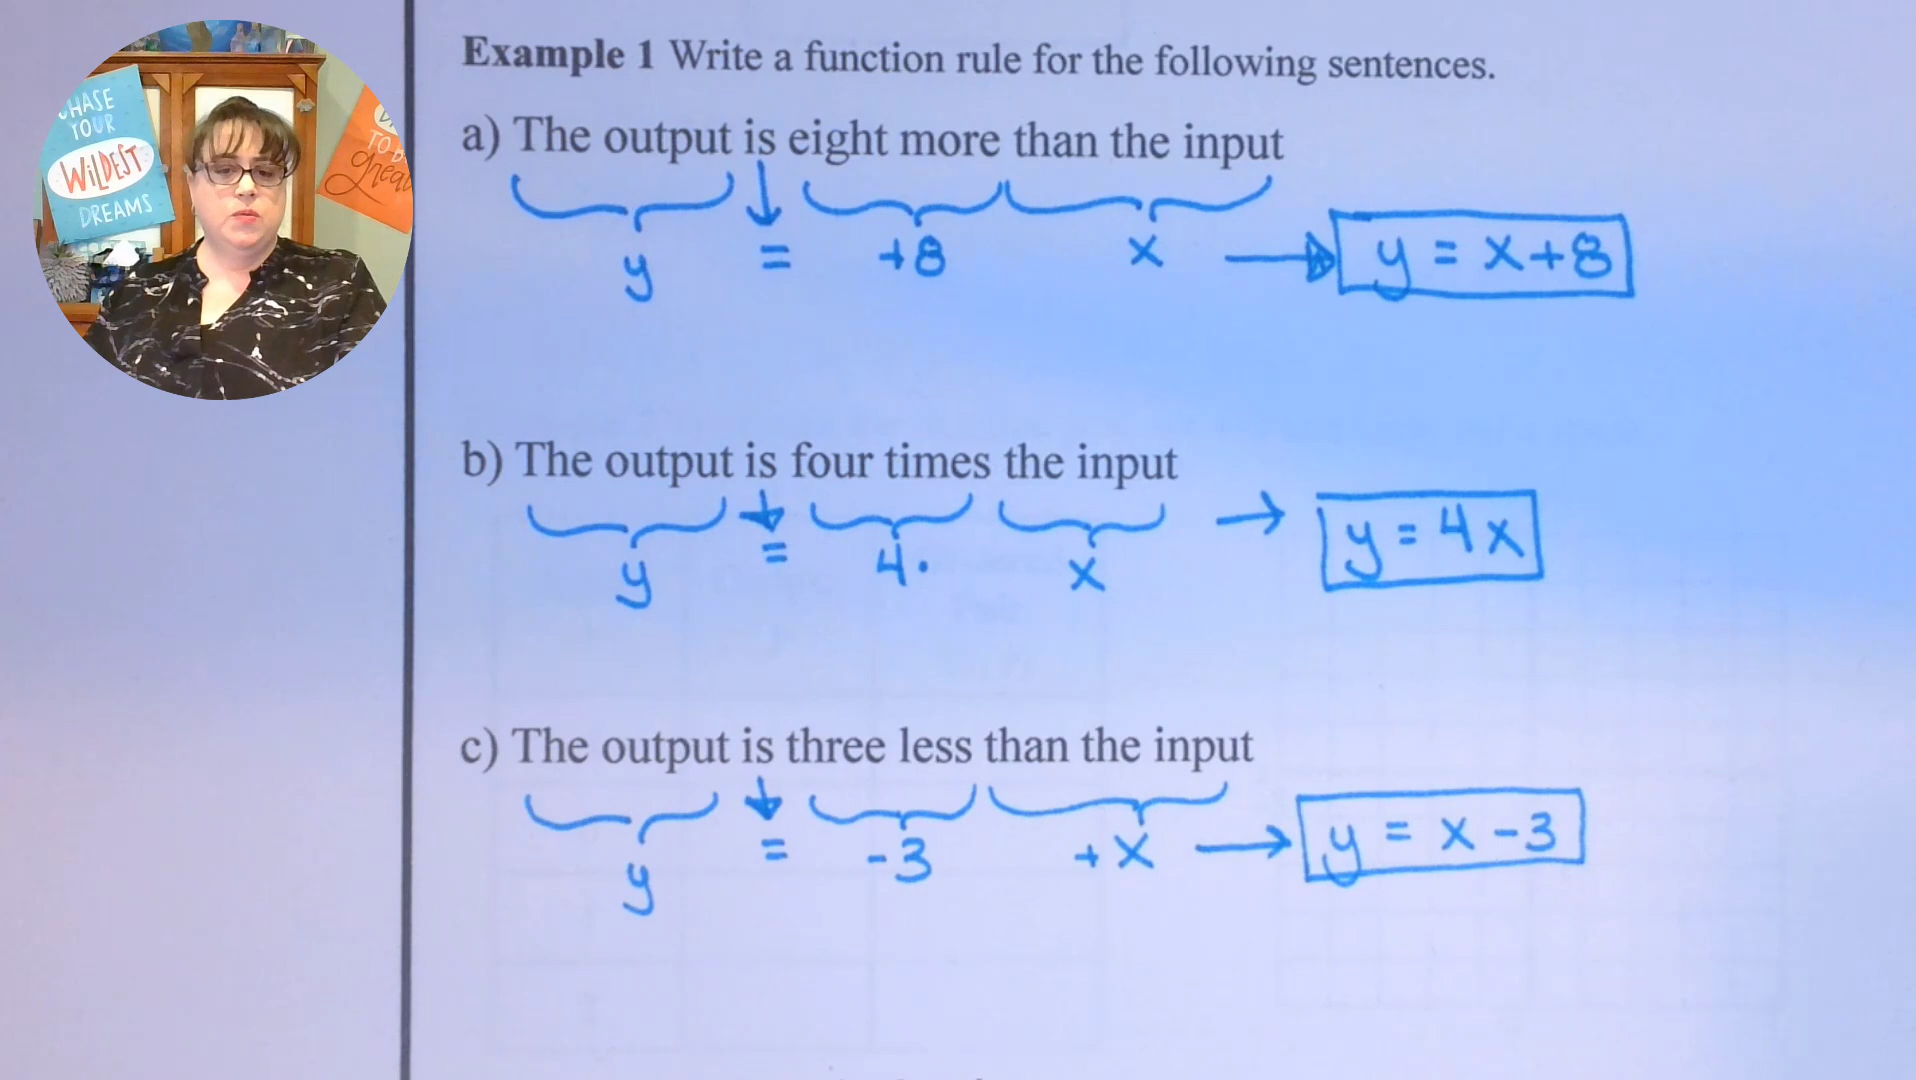 CHASE
YOUR
WiLDEST
DREAMS
great
Example 1 Write a function rule for the following sentences.
a) The output is eight more than the input
y = +8 x → y = x+8
b) The output is four times the input
y = 4· x → y = 4x
c) The output is three less than the input
y = -3 + x → y = x - 3